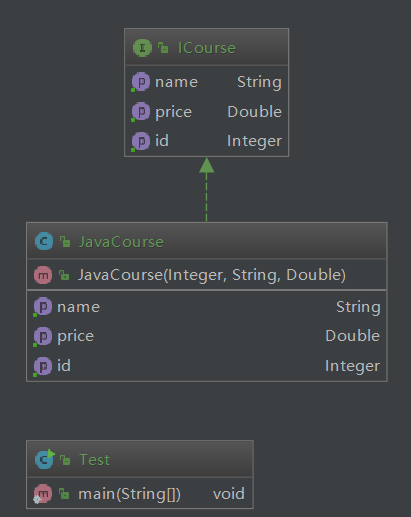 ICourse
name String
price Double
id Integer
JavaCourse
JavaCourse(Integer, String, Double)
name String
price Double
id Integer
Test
main(String[]) void